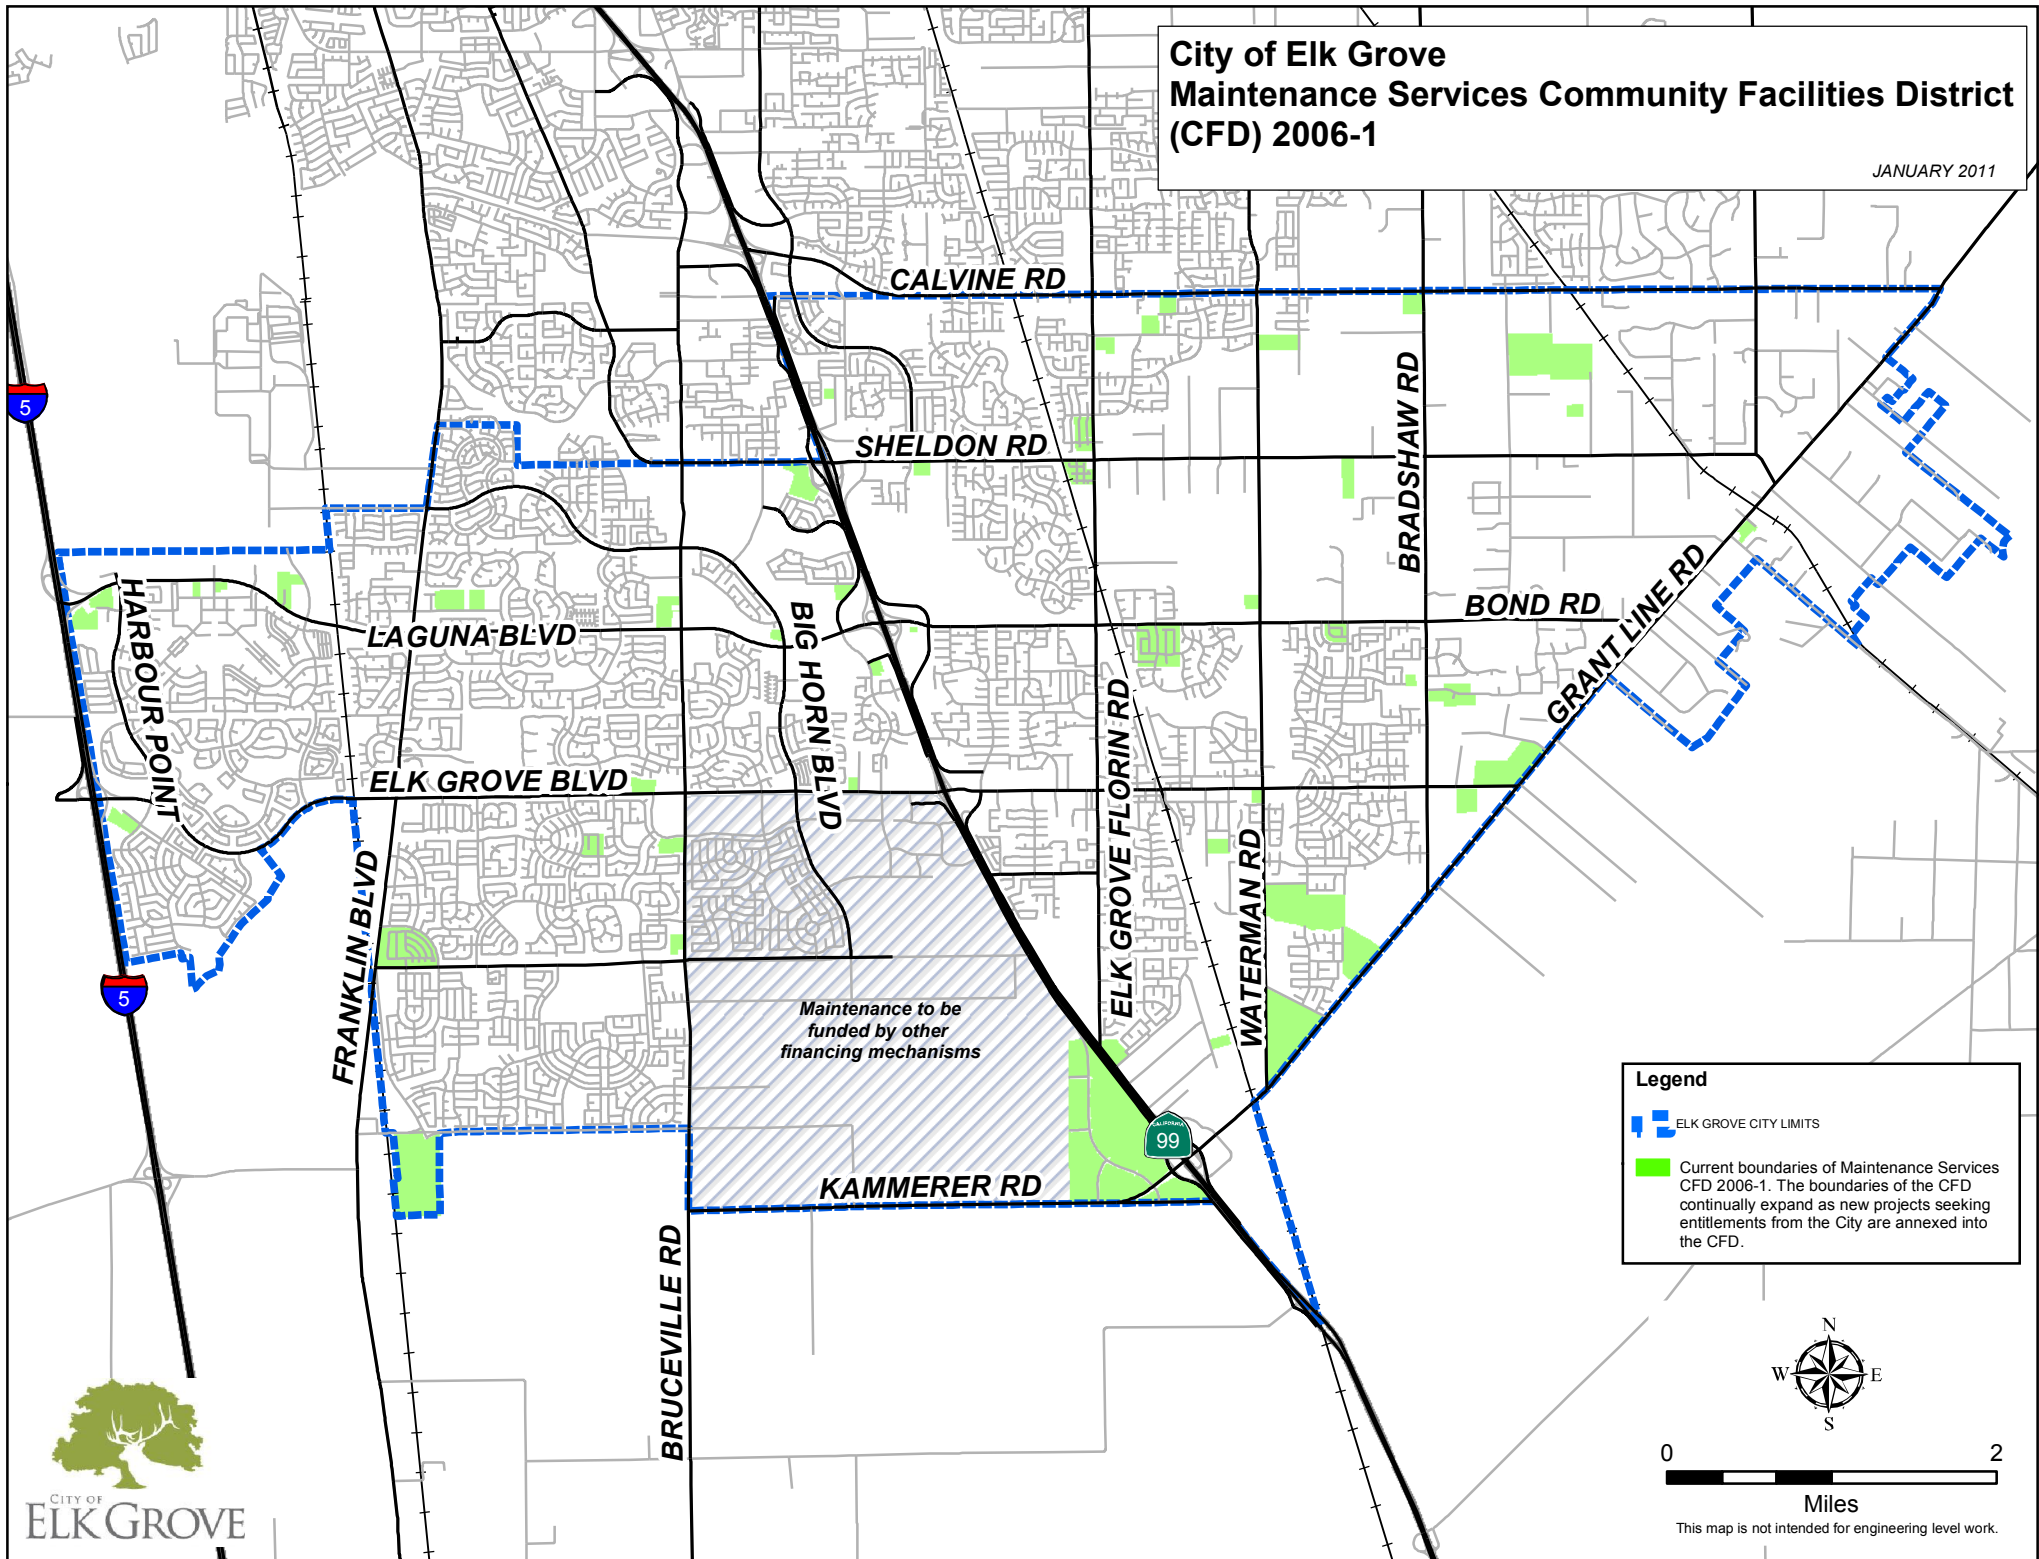 City of Elk Grove
Maintenance Services Community Facilities District
(CFD) 2006-1
JANUARY 2011
CALVINE RD
SHELDON RD
BRADSHAW RD
5
HARBOUR POINT
LAGUNA BLVD
BIG HORN BLVD
BOND RD
GRANT LINE RD
ELK GROVE BLVD
ELK GROVE FLORIN RD
WATERMAN RD
FRANKLIN BLVD
5
Maintenance to be
funded by other
financing mechanisms
CALIFORNIA
99
KAMMERER RD
BRUCEVILLE RD
Legend
ELK GROVE CITY LIMITS
Current boundaries of Maintenance Services
CFD 2006-1. The boundaries of the CFD
continually expand as new projects seeking
entitlements from the City are annexed into
the CFD.
N
W E
S
0 2
Miles
This map is not intended for engineering level work.
CITY OF
ELK GROVE